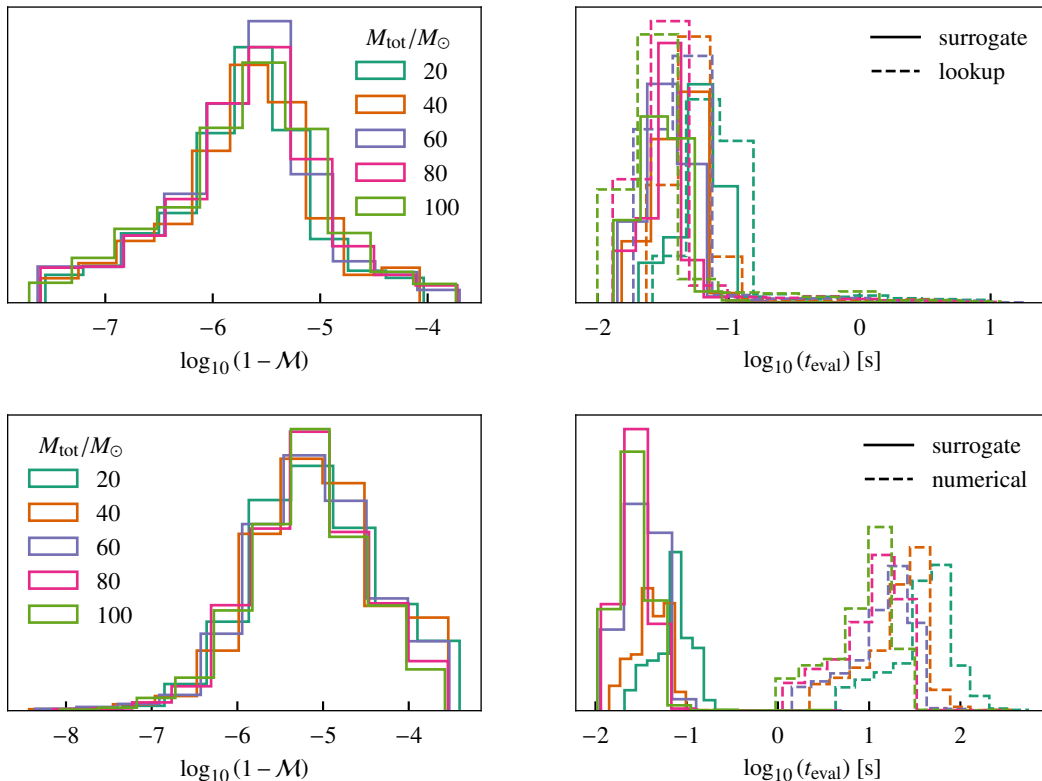 M_tot/M_⊙
20
40
60
80
100
−7 −6 −5 −4
log₁₀ (1 − ℳ)
surrogate
lookup
−2 −1 0 1
log₁₀ (t_eval) [s]
M_tot/M_⊙
20
40
60
80
100
−8 −7 −6 −5 −4
log₁₀ (1 − ℳ)
surrogate
numerical
−2 −1 0 1 2
log₁₀ (t_eval) [s]